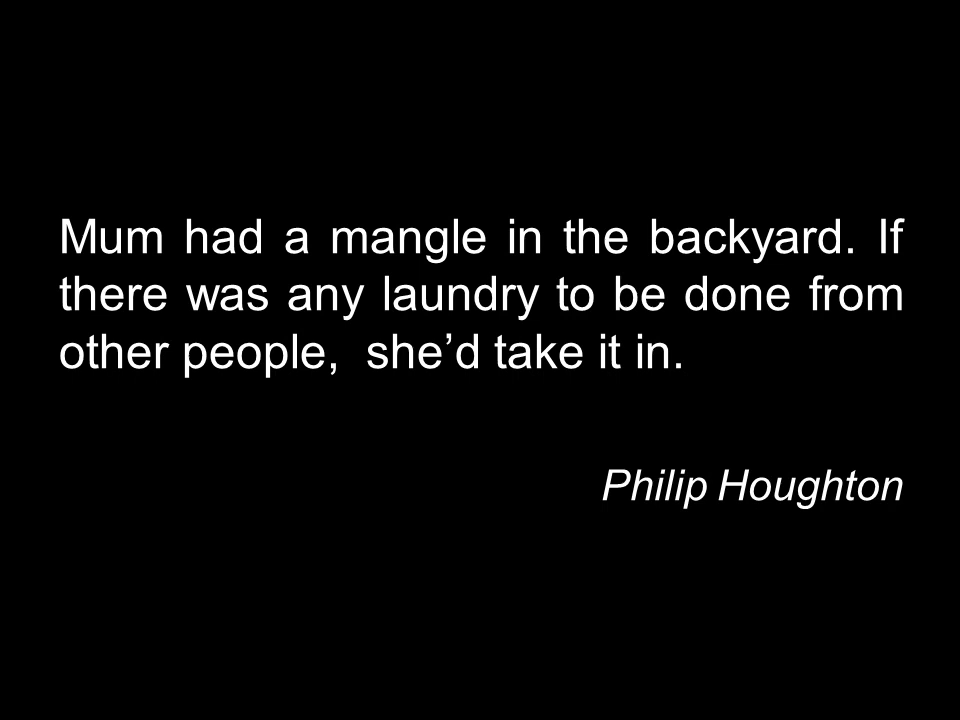 Mum had a mangle in the backyard. If
there was any laundry to be done from
other people,  she’d take it in.
Philip Houghton